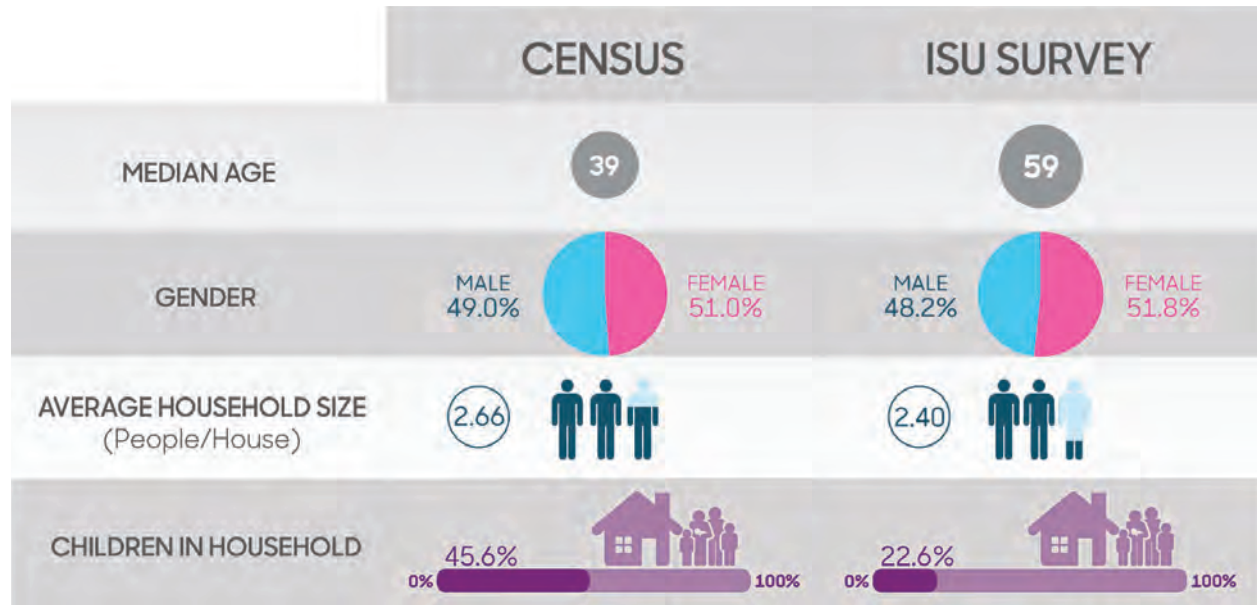 CENSUS
ISU SURVEY
MEDIAN AGE
39
59
GENDER
MALE
49.0%
FEMALE
51.0%
MALE
48.2%
FEMALE
51.8%
AVERAGE HOUSEHOLD SIZE
(People/House)
2.66
2.40
CHILDREN IN HOUSEHOLD
45.6%
0%
100%
22.6%
0%
100%